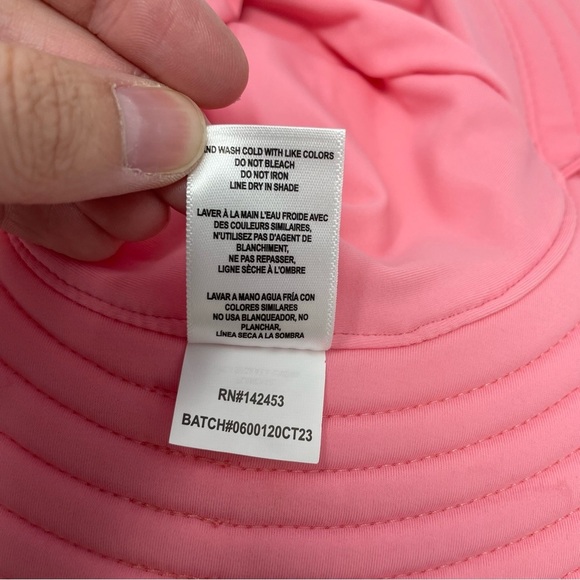 ND WASH COLD WITH LIKE COLORS
DO NOT BLEACH
DO NOT IRON
LINE DRY IN SHADE
LAVER À LA MAIN L'EAU FROIDE AVEC
DES COULEURS SIMILAIRES,
N'UTILISEZ PAS D'AGENT DE
BLANCHIMENT,
NE PAS REPASSER,
LIGNE SÈCHE À L'OMBRE
LAVAR A MANO AGUA FRÍA CON
COLORES SIMILARES
NO USA BLANQUEADOR, NO
PLANCHAR,
LÍNEA SECA A LA SOMBRA
RN#142453
BATCH#0600120CT23